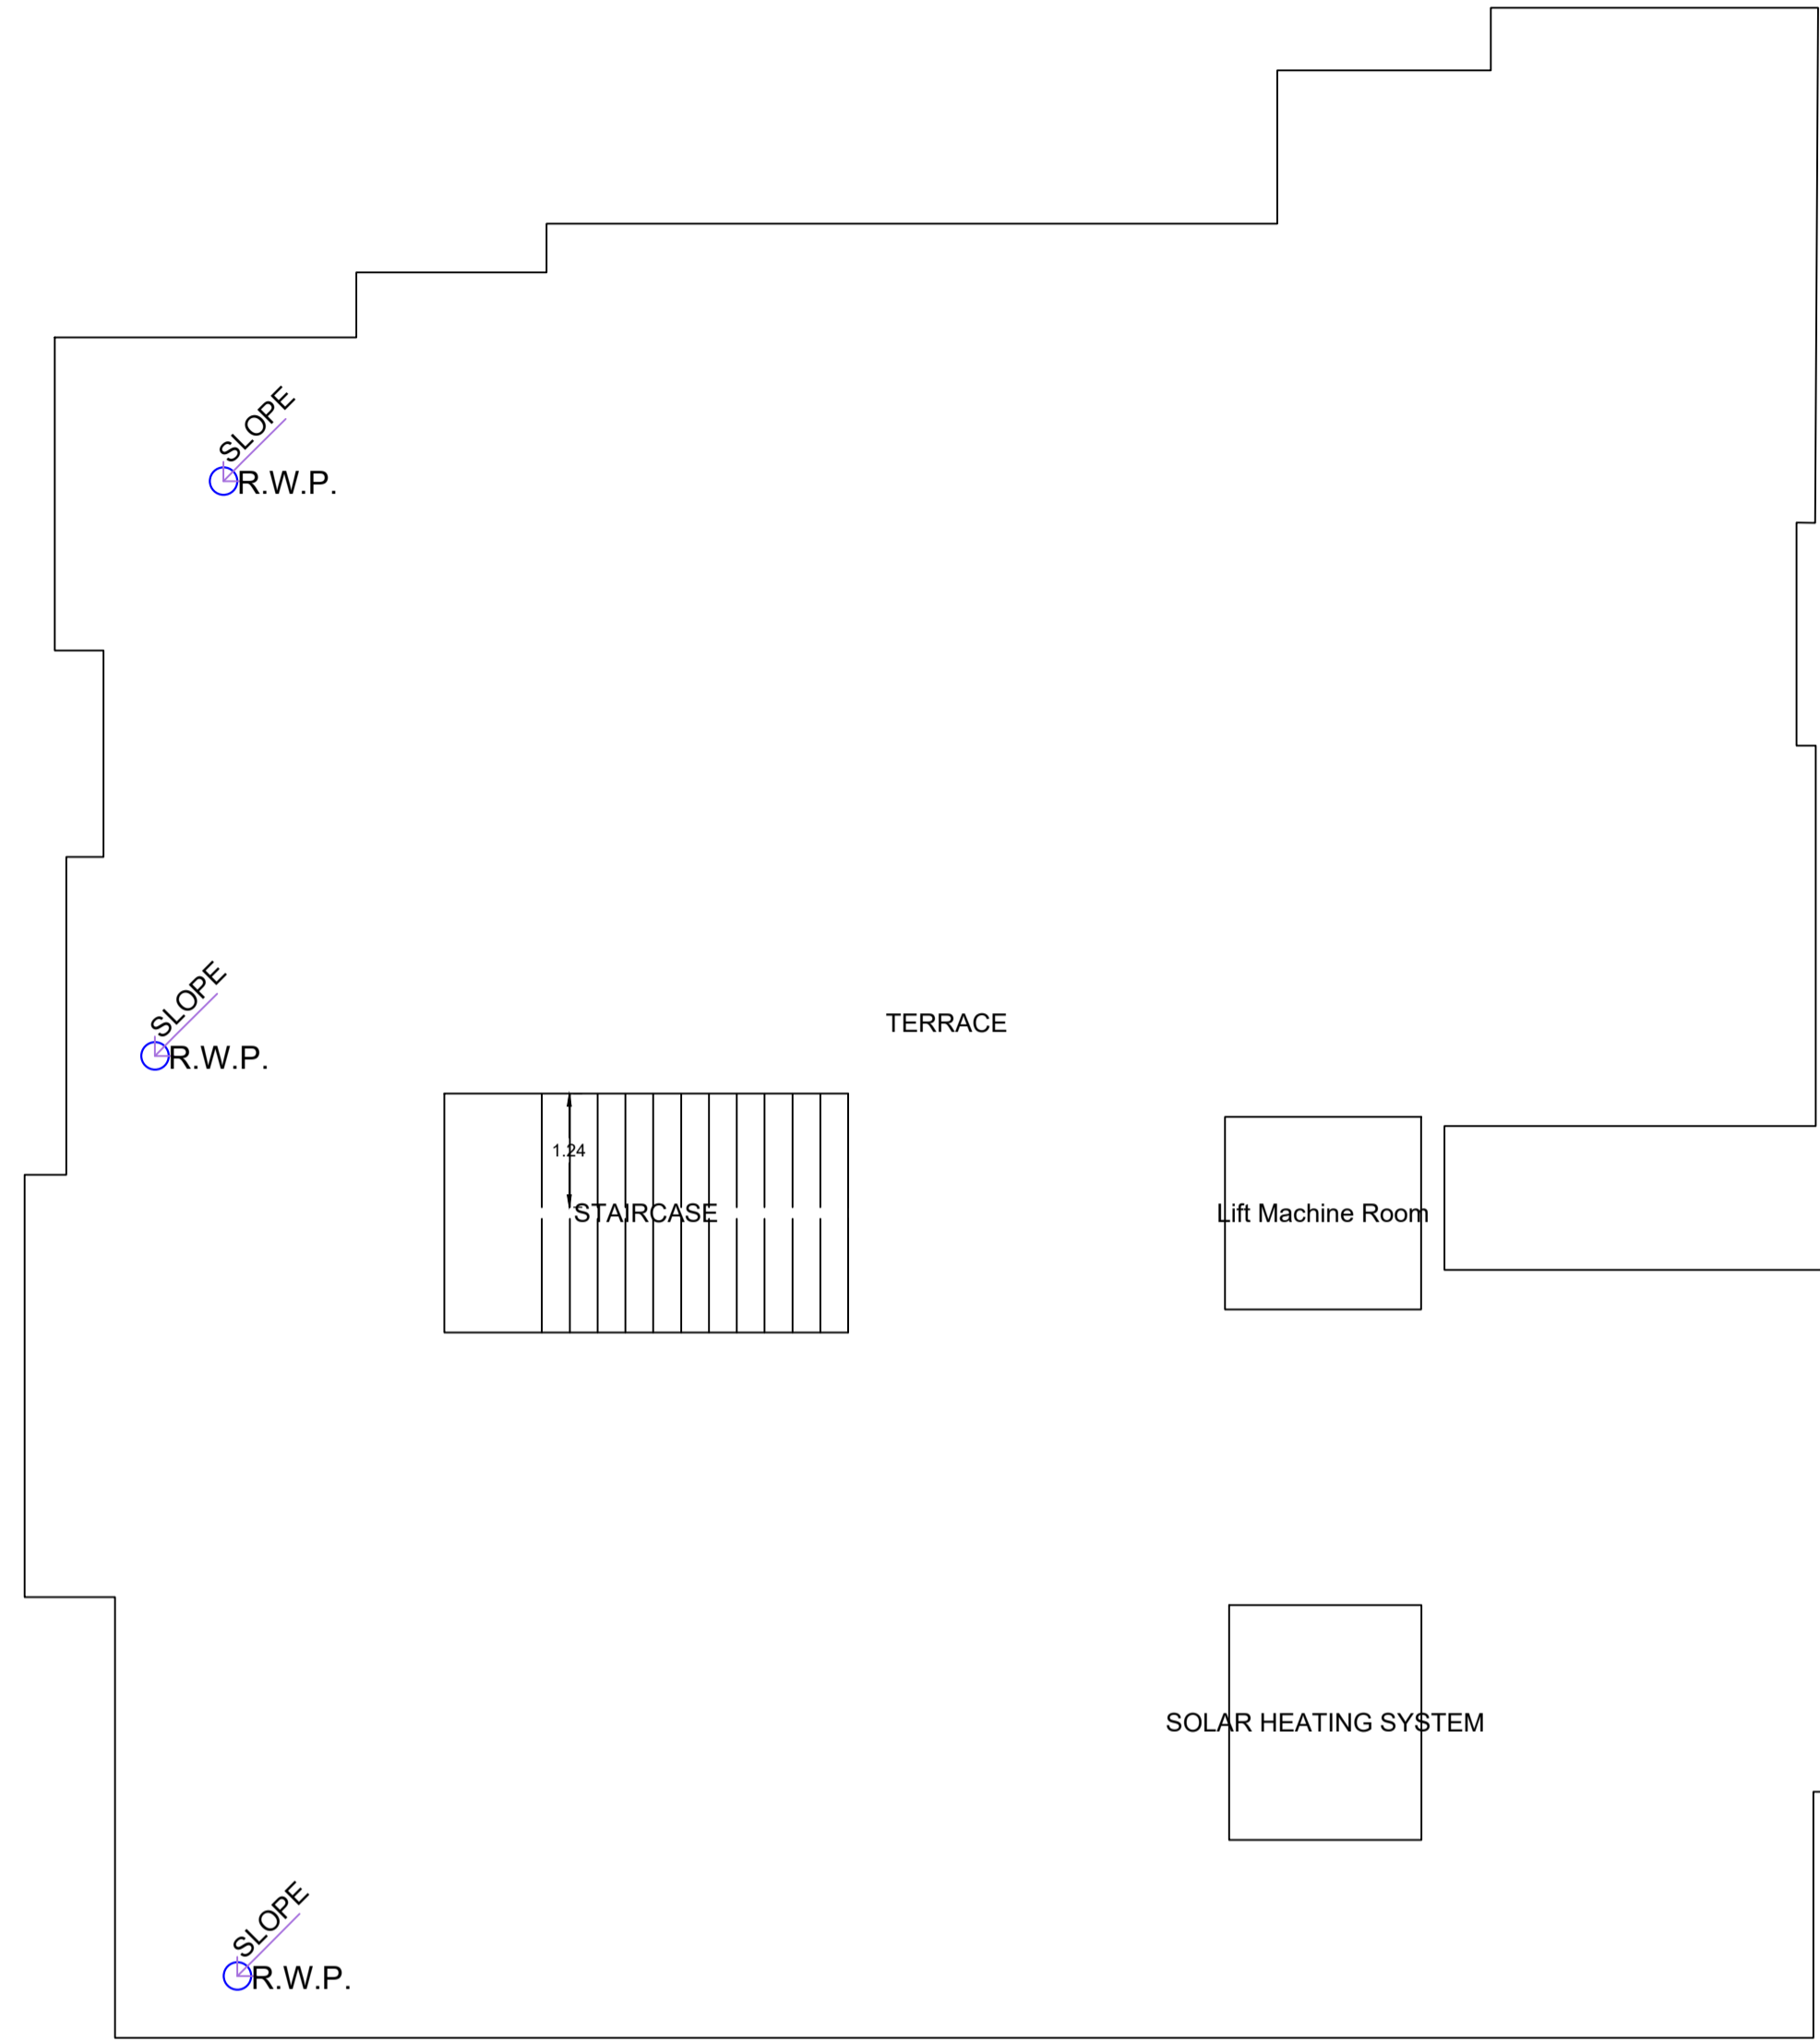 SLOPE
R.W.P.
SLOPE
R.W.P.
TERRACE
1.24
STAIRCASE
Lift Machine Room
SOLAR HEATING SYSTEM
SLOPE
R.W.P.